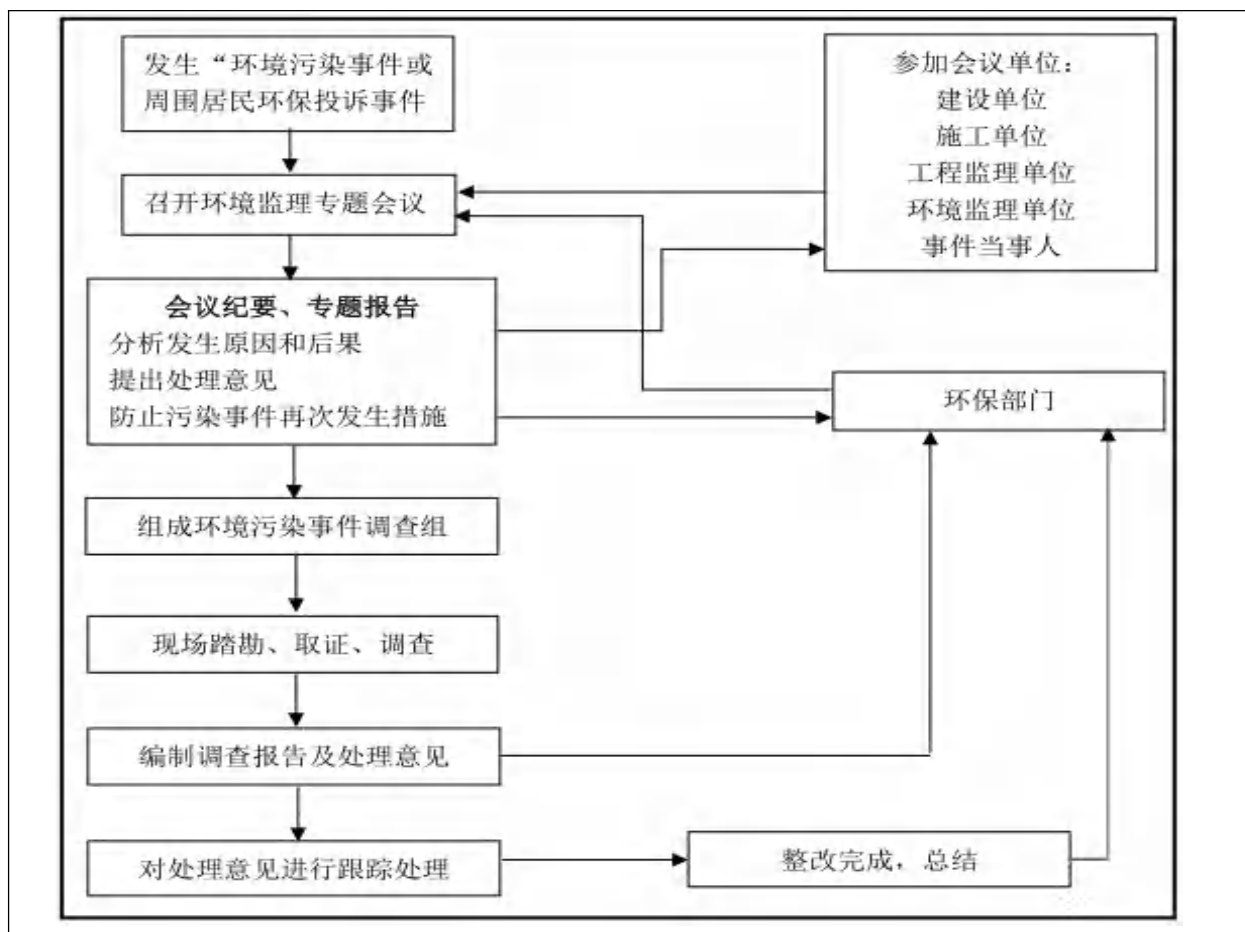 发生“环境污染事件或
周围居民环保投诉事件
召开环境监理专题会议
会议纪要、专题报告
分析发生原因和后果
提出处理意见
防止污染事件再次发生措施
组成环境污染事件调查组
现场踏勘、取证、调查
编制调查报告及处理意见
对处理意见进行跟踪处理
参加会议单位：
建设单位
施工单位
工程监理单位
环境监理单位
事件当事人
环保部门
整改完成，总结